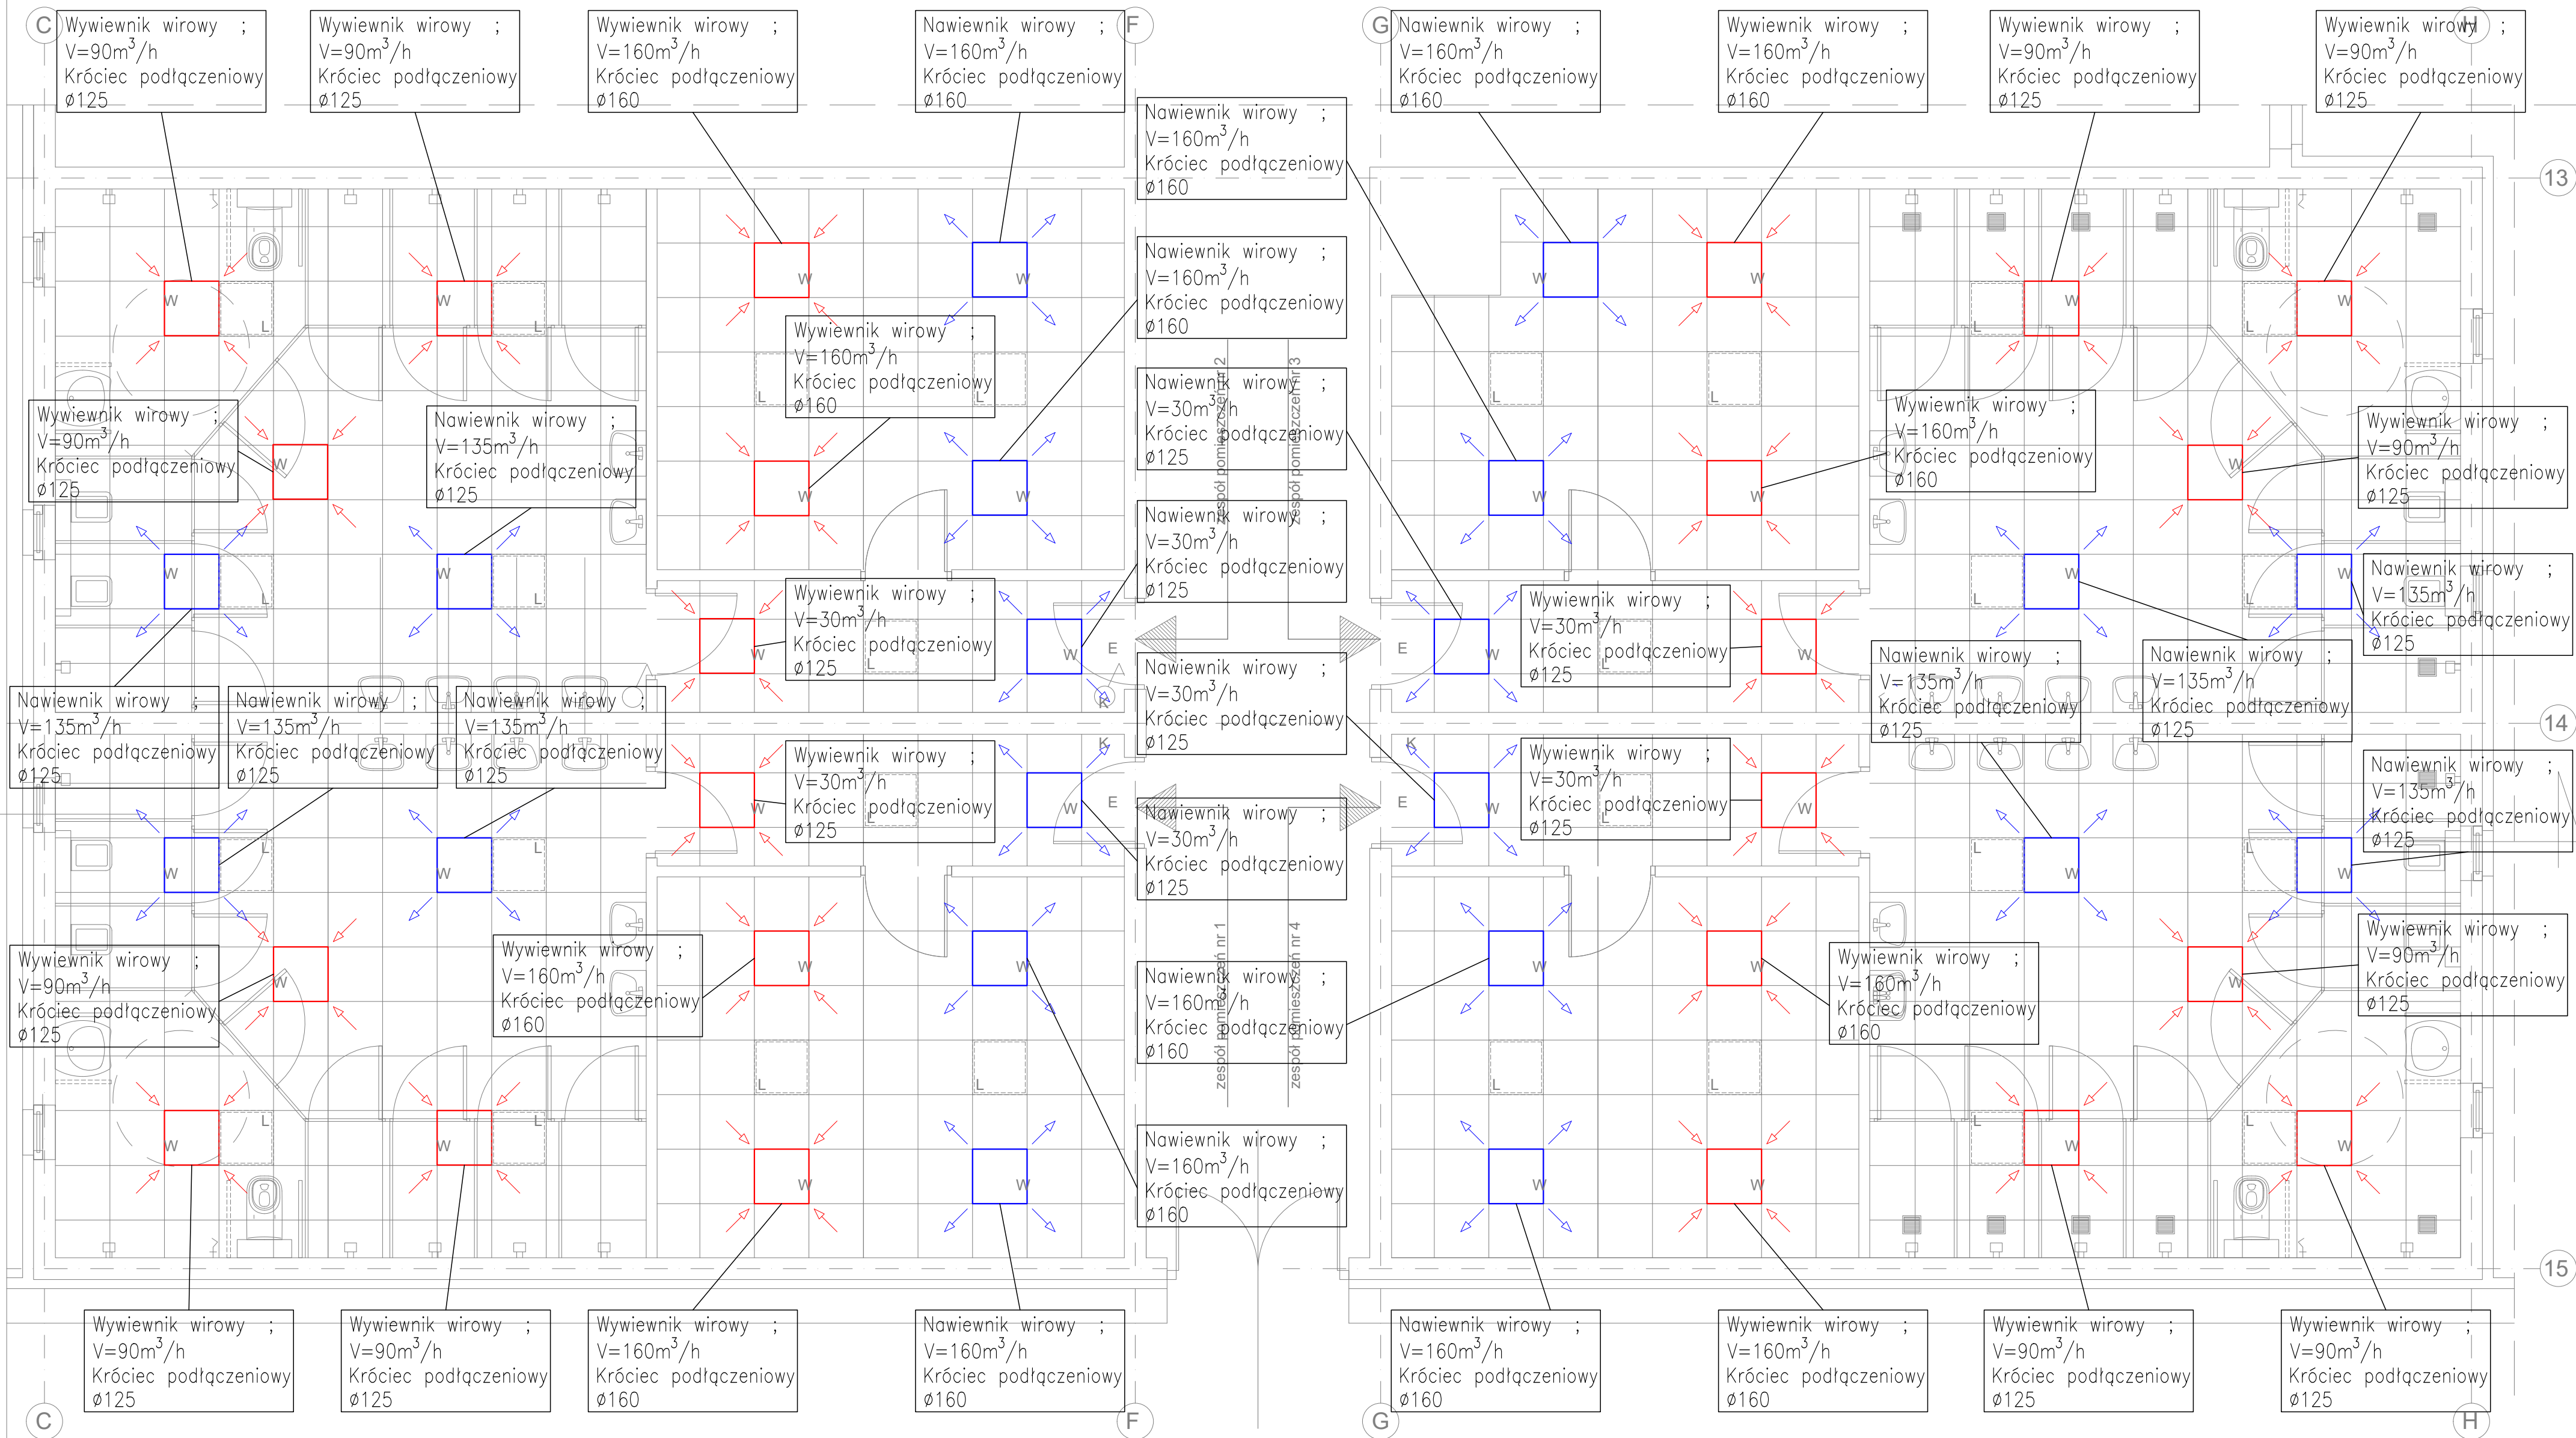 C
F
G
H
Wywiewnik wirowy ;
V=90m³/h
Króciec podłączeniowy
ø125
Wywiewnik wirowy ;
V=90m³/h
Króciec podłączeniowy
ø125
Wywiewnik wirowy ;
V=160m³/h
Króciec podłączeniowy
ø160
Nawiewnik wirowy ;
V=160m³/h
Króciec podłączeniowy
ø160
Nawiewnik wirowy ;
V=160m³/h
Króciec podłączeniowy
ø160
Wywiewnik wirowy ;
V=160m³/h
Króciec podłączeniowy
ø160
Wywiewnik wirowy ;
V=90m³/h
Króciec podłączeniowy
ø125
Wywiewnik wirowy ;
V=90m³/h
Króciec podłączeniowy
ø125
Nawiewnik wirowy ;
V=160m³/h
Króciec podłączeniowy
ø160
13
Nawiewnik wirowy ;
V=160m³/h
Króciec podłączeniowy
ø160
Wywiewnik wirowy ;
V=160m³/h
Króciec podłączeniowy
ø160
Nawiewnik wirowy ;
V=30m³/h
Króciec podłączeniowy
ø125
zespół pomieszczeń nr 2
zespół pomieszczeń nr 3
Wywiewnik wirowy ;
V=90m³/h
Króciec podłączeniowy
ø125
Nawiewnik wirowy ;
V=135m³/h
Króciec podłączeniowy
ø125
Wywiewnik wirowy ;
V=160m³/h
Króciec podłączeniowy
ø160
Wywiewnik wirowy ;
V=90m³/h
Króciec podłączeniowy
ø125
Nawiewnik wirowy ;
V=30m³/h
Króciec podłączeniowy
ø125
Wywiewnik wirowy ;
V=30m³/h
Króciec podłączeniowy
ø125
Wywiewnik wirowy ;
V=30m³/h
Króciec podłączeniowy
ø125
Nawiewnik wirowy ;
V=135m³/h
Króciec podłączeniowy
ø125
E
E
Nawiewnik wirowy ;
V=30m³/h
Króciec podłączeniowy
ø125
Nawiewnik wirowy ;
V=135m³/h
Króciec podłączeniowy
ø125
Nawiewnik wirowy ;
V=135m³/h
Króciec podłączeniowy
ø125
Nawiewnik wirowy ;
V=135m³/h
Króciec podłączeniowy
ø125
Nawiewnik wirowy ;
V=135m³/h
Króciec podłączeniowy
ø125
Nawiewnik wirowy ;
V=135m³/h
Króciec podłączeniowy
ø125
K
14
K
K
Wywiewnik wirowy ;
V=30m³/h
Króciec podłączeniowy
ø125
Wywiewnik wirowy ;
V=30m³/h
Króciec podłączeniowy
ø125
Nawiewnik wirowy ;
V=135m³/h
Króciec podłączeniowy
ø125
E
E
Nawiewnik wirowy ;
V=30m³/h
Króciec podłączeniowy
ø125
zespół pomieszczeń nr 1
zespół pomieszczeń nr 4
Wywiewnik wirowy ;
V=90m³/h
Króciec podłączeniowy
ø125
Wywiewnik wirowy ;
V=160m³/h
Króciec podłączeniowy
ø160
Nawiewnik wirowy ;
V=160m³/h
Króciec podłączeniowy
ø160
Wywiewnik wirowy ;
V=160m³/h
Króciec podłączeniowy
ø160
Wywiewnik wirowy ;
V=90m³/h
Króciec podłączeniowy
ø125
Nawiewnik wirowy ;
V=160m³/h
Króciec podłączeniowy
ø160
15
Wywiewnik wirowy ;
V=90m³/h
Króciec podłączeniowy
ø125
Wywiewnik wirowy ;
V=90m³/h
Króciec podłączeniowy
ø125
Wywiewnik wirowy ;
V=160m³/h
Króciec podłączeniowy
ø160
Nawiewnik wirowy ;
V=160m³/h
Króciec podłączeniowy
ø160
Nawiewnik wirowy ;
V=160m³/h
Króciec podłączeniowy
ø160
Wywiewnik wirowy ;
V=160m³/h
Króciec podłączeniowy
ø160
Wywiewnik wirowy ;
V=90m³/h
Króciec podłączeniowy
ø125
Wywiewnik wirowy ;
V=90m³/h
Króciec podłączeniowy
ø125
C
F
G
H